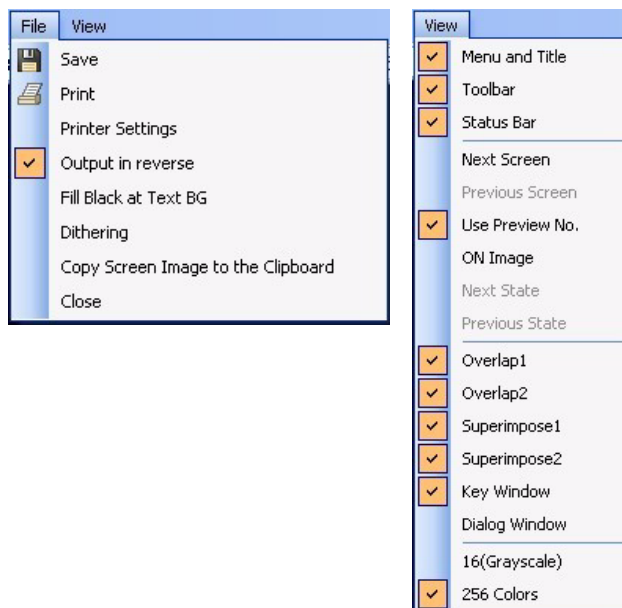 File View
Save
Print
Printer Settings
Output in reverse
Fill Black at Text BG
Dithering
Copy Screen Image to the Clipboard
Close
View
Menu and Title
Toolbar
Status Bar
Next Screen
Previous Screen
Use Preview No.
ON Image
Next State
Previous State
Overlap1
Overlap2
Superimpose1
Superimpose2
Key Window
Dialog Window
16(Grayscale)
256 Colors